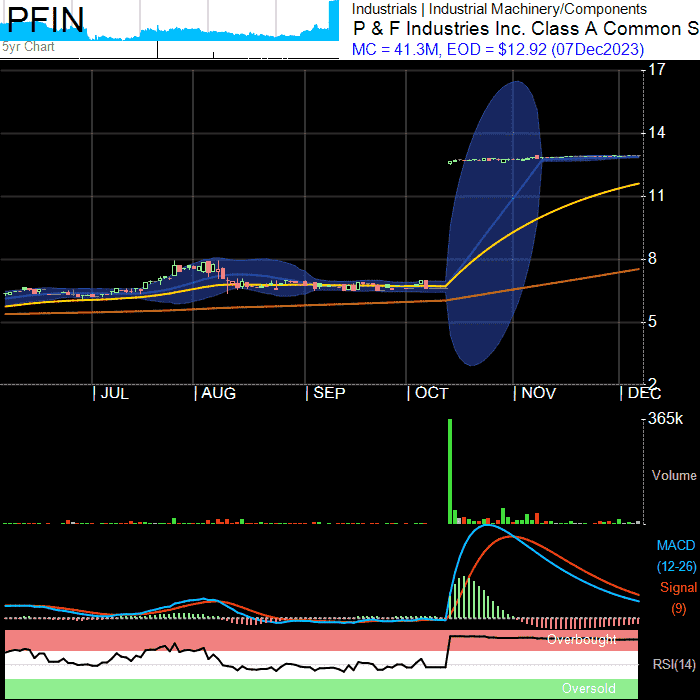 PFIN
5yr Chart
Industrials | Industrial Machinery/Components
P & F Industries Inc. Class A Common S
MC = 41.3M, EOD = $12.92 (07Dec2023)
17
14
11
8
5
2
JUL
AUG
SEP
OCT
NOV
DEC
365k
Volume
MACD
(12-26)
Signal
(9)
Overbought
RSI(14)
Oversold